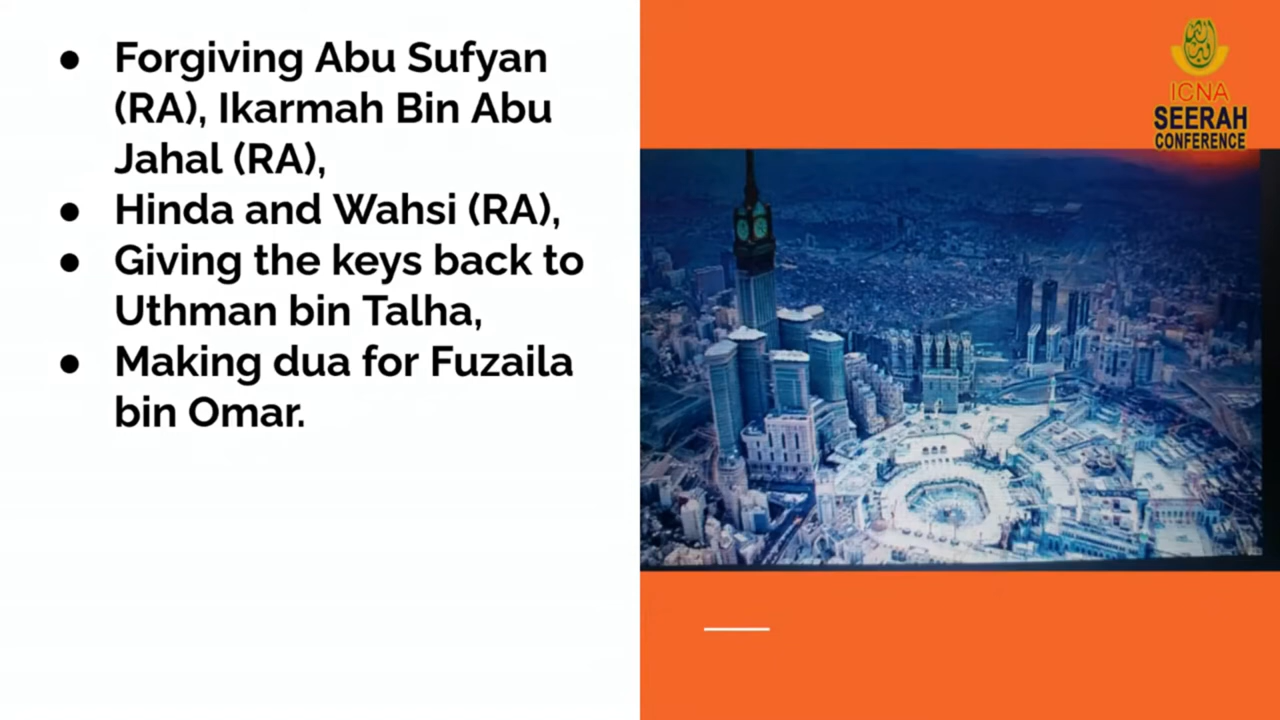 ● Forgiving Abu Sufyan
(RA), Ikarmah Bin Abu
Jahal (RA),
● Hinda and Wahsi (RA),
● Giving the keys back to
Uthman bin Talha,
● Making dua for Fuzaila
bin Omar.
ICNA
SEERAH
CONFERENCE